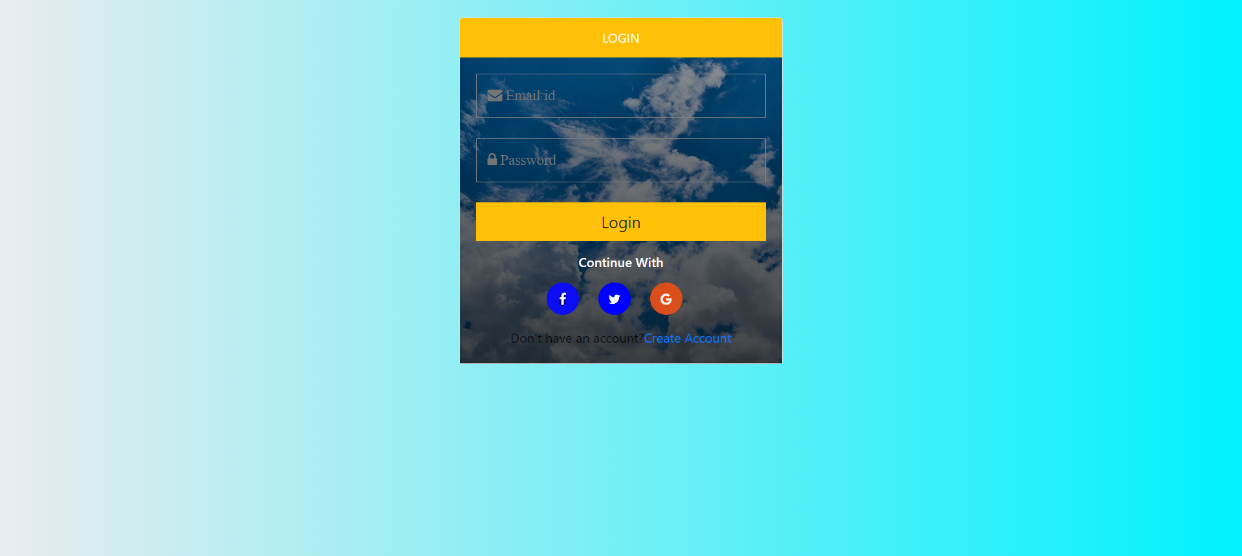 LOGIN
Email id
Password
Login
Continue With
f G
Don't have an account?Create Account